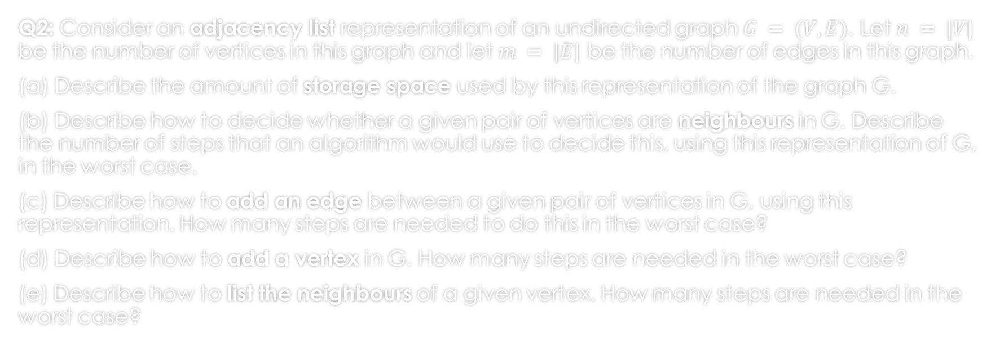 Q2: Consider an adjacency list representation of an undirected graph G = (V, E). Let n = |V|
be the number of vertices in this graph and let m = |E| be the number of edges in this graph.
(a) Describe the amount of storage space used by this representation of the graph G.
(b) Describe how to decide whether a given pair of vertices are neighbours in G. Describe
the number of steps that an algorithm would use to decide this, using this representation of G,
in the worst case.
(c) Describe how to add an edge between a given pair of vertices in G, using this
representation. How many steps are needed to do this in the worst case?
(d) Describe how to add a vertex in G. How many steps are needed in the worst case?
(e) Describe how to list the neighbours of a given vertex. How many steps are needed in the
worst case?